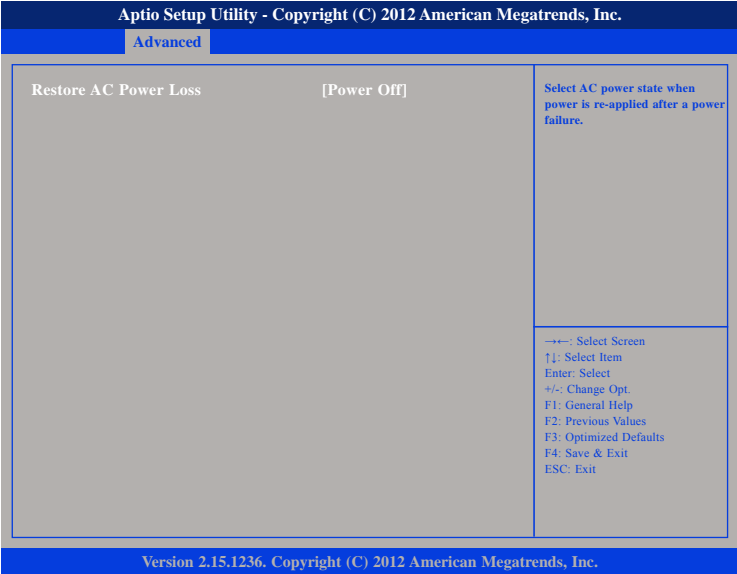 Aptio Setup Utility - Copyright (C) 2012 American Megatrends, Inc.
Advanced
Restore AC Power Loss [Power Off]
Select AC power state when
power is re-applied after a power
failure.
→←: Select Screen
↑↓: Select Item
Enter: Select
+/-: Change Opt.
F1: General Help
F2: Previous Values
F3: Optimized Defaults
F4: Save & Exit
ESC: Exit
Version 2.15.1236. Copyright (C) 2012 American Megatrends, Inc.